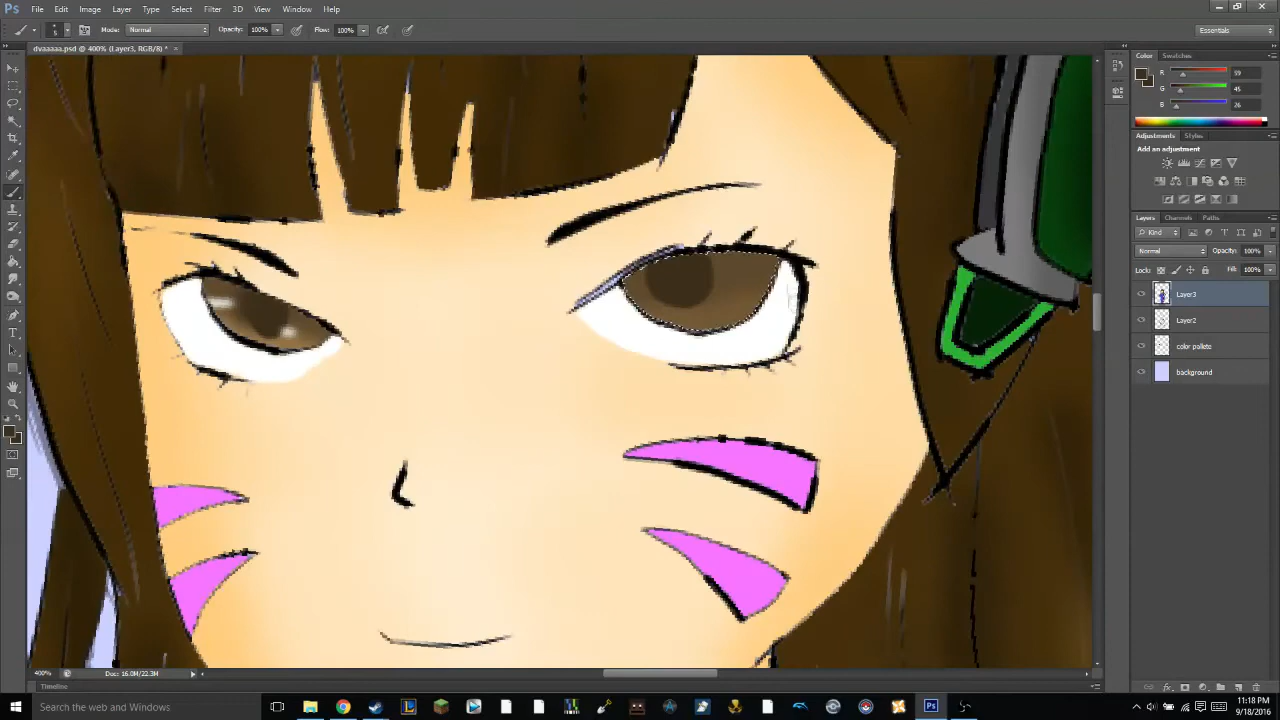 Ps File Edit Image Layer Type Select Filter 3D View Window Help
5 Mode: Normal Opacity: 100% Flow: 100% Essentials
dvaaaaa.psd @ 400% (Layer3, RGB/8) * ×
Color Swatches
R 59
G 45
B 26
Adjustments Styles
Add an adjustment
Layers Channels Paths
Kind
Normal Opacity: 100%
Lock: Fill: 100%
Layer3
Layer2
color pallete
background
400% Doc: 16.0M/22.3M
Timeline
Search the web and Windows
Ps
11:18 PM
9/18/2016